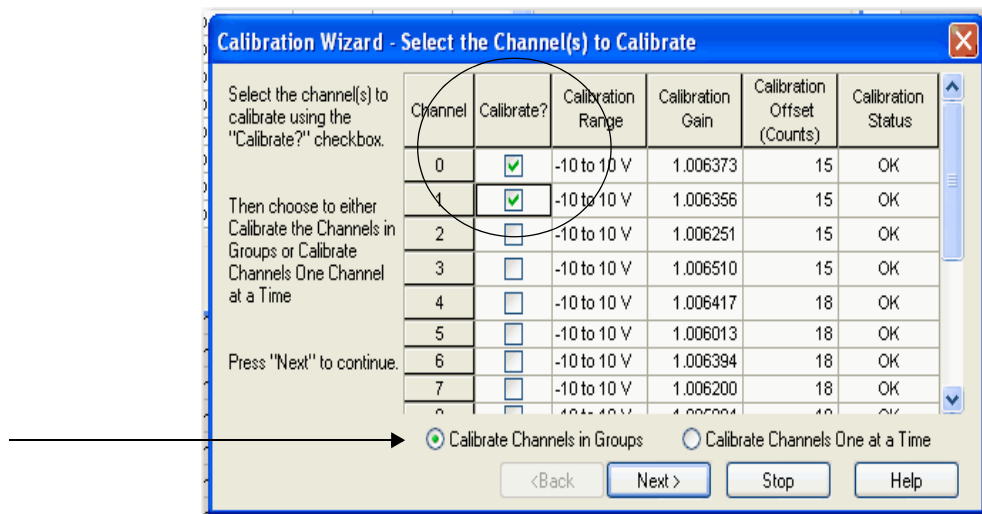 Calibration Wizard - Select the Channel(s) to Calibrate
Select the channel(s) to
calibrate using the
"Calibrate?" checkbox.
Then choose to either
Calibrate the Channels in
Groups or Calibrate
Channels One Channel
at a Time
Press "Next" to continue.
Channel Calibrate? Calibration Range Calibration Gain Calibration Offset (Counts) Calibration Status
0 -10 to 10 V 1.006373 15 OK
1 -10 to 10 V 1.006356 15 OK
2 -10 to 10 V 1.006251 15 OK
3 -10 to 10 V 1.006510 15 OK
4 -10 to 10 V 1.006417 18 OK
5 -10 to 10 V 1.006013 18 OK
6 -10 to 10 V 1.006394 18 OK
7 -10 to 10 V 1.006200 18 OK
Calibrate Channels in Groups Calibrate Channels One at a Time
<Back Next > Stop Help